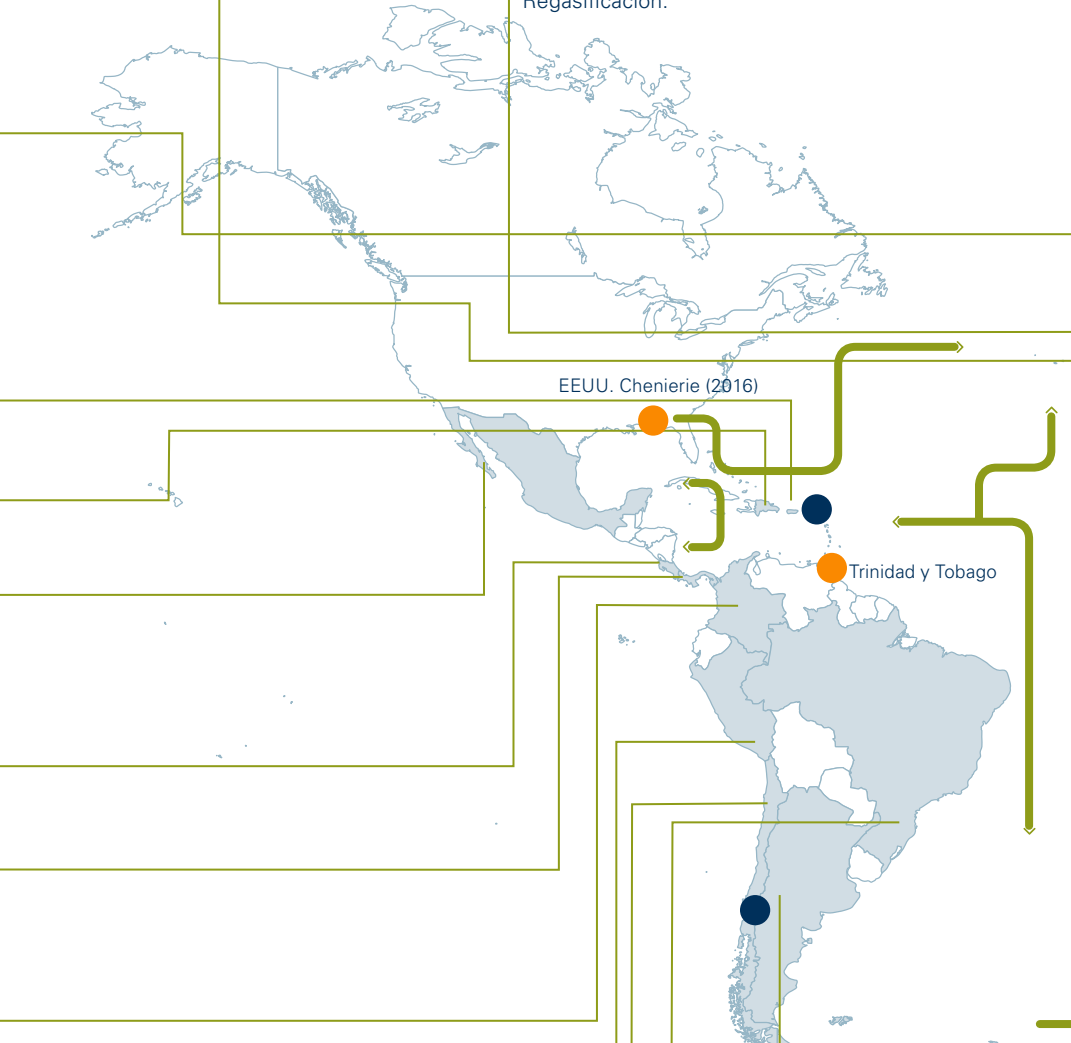 Regasificación.
EEUU. Chenierie (2016)
Trinidad y Tobago